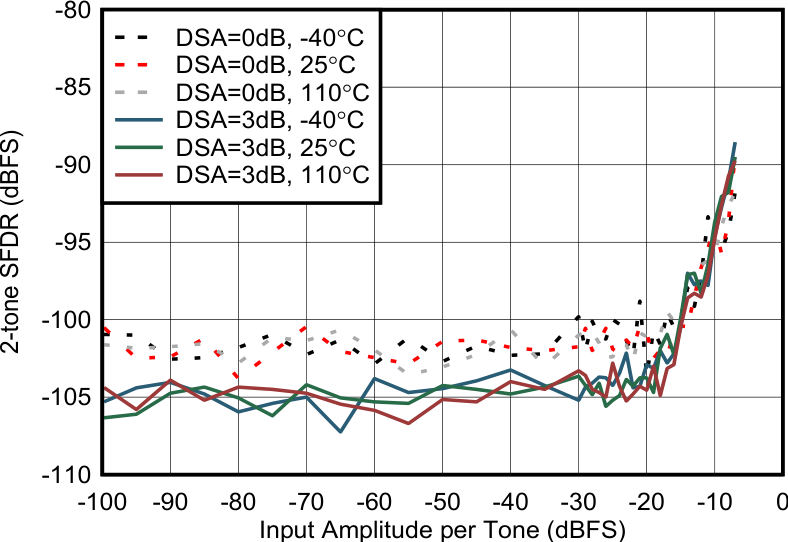 -80
-85
-90
-95
-100
-105
-110
2-tone SFDR (dBFS)
DSA=0dB, -40°C
DSA=0dB, 25°C
DSA=0dB, 110°C
DSA=3dB, -40°C
DSA=3dB, 25°C
DSA=3dB, 110°C
-100 -90 -80 -70 -60 -50 -40 -30 -20 -10 0
Input Amplitude per Tone (dBFS)